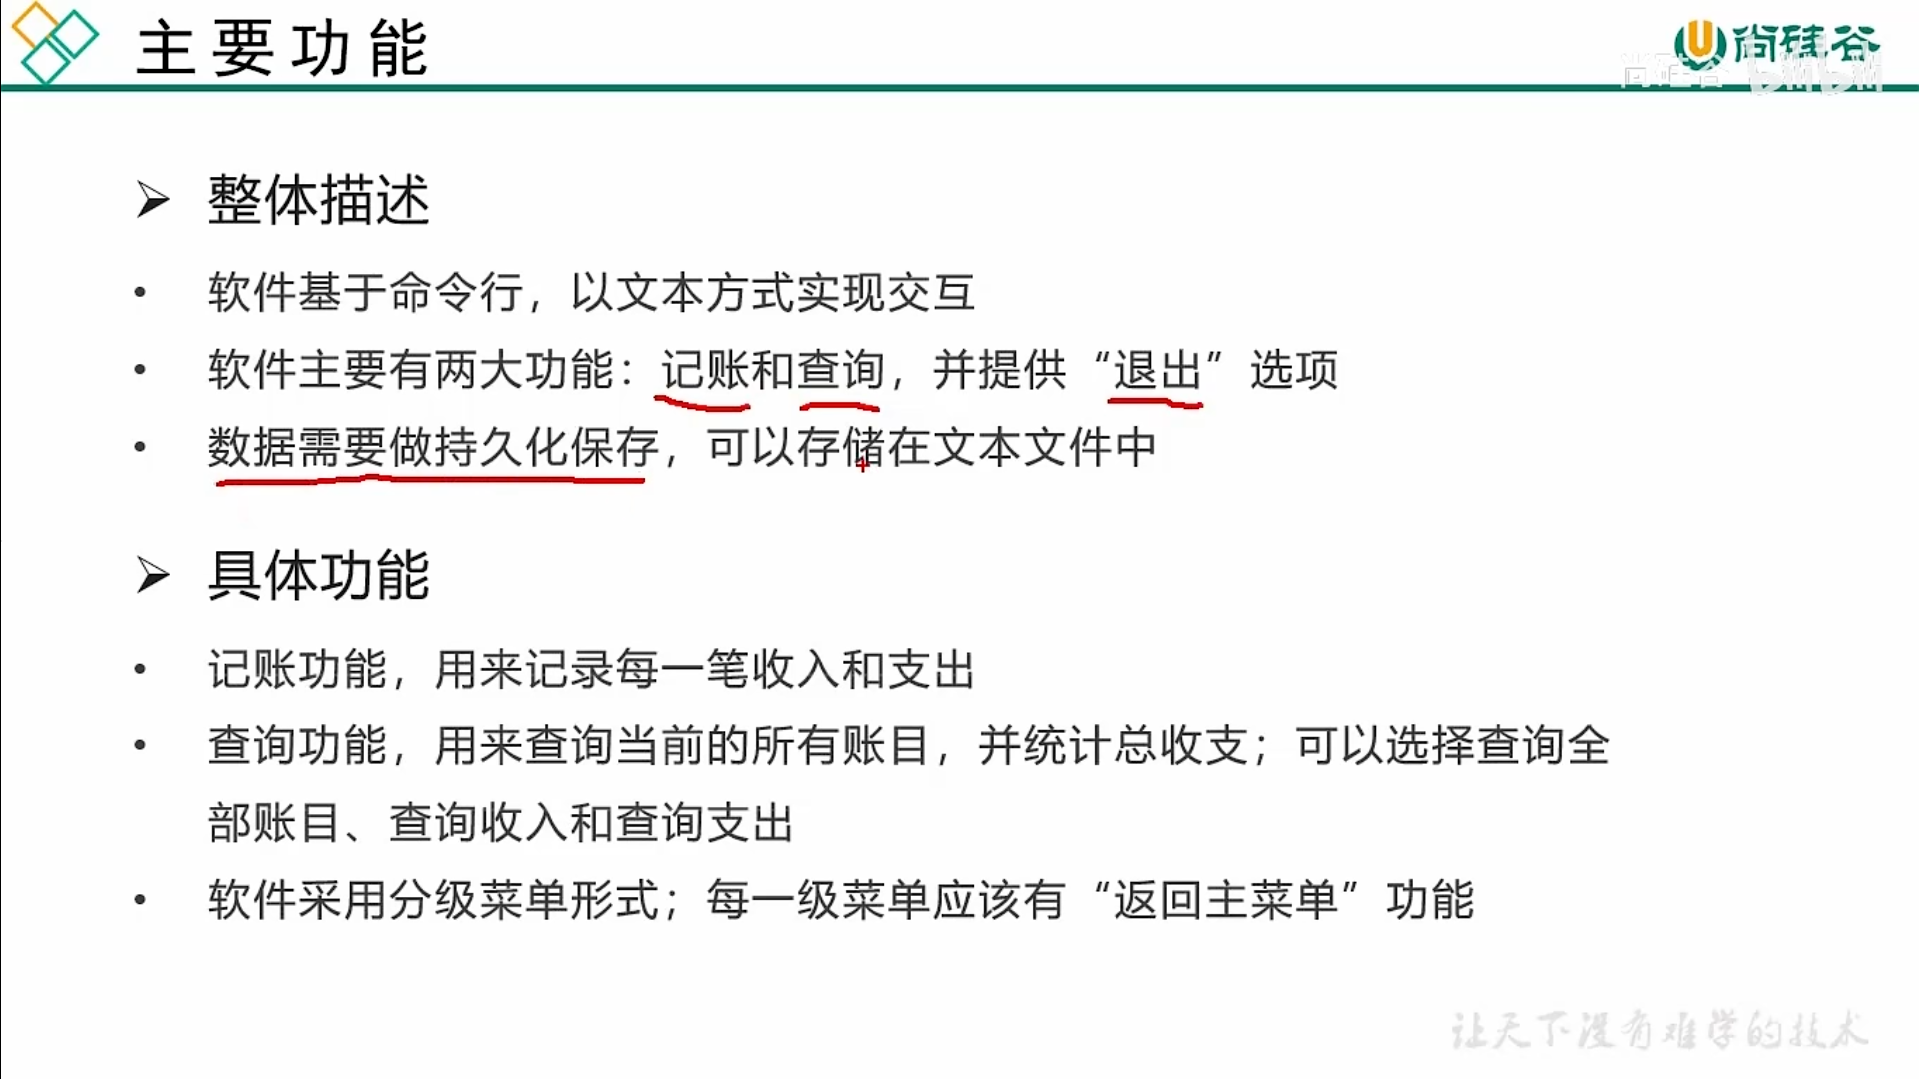 主要功能
尚硅谷
尚硅谷 bilibili
整体描述
软件基于命令行，以文本方式实现交互
软件主要有两大功能：记账和查询，并提供“退出”选项
数据需要做持久化保存，可以存储在文本文件中
具体功能
记账功能，用来记录每一笔收入和支出
查询功能，用来查询当前的所有账目，并统计总收支；可以选择查询全
部账目、查询收入和查询支出
软件采用分级菜单形式；每一级菜单应该有“返回主菜单”功能
让天下没有难学的技术